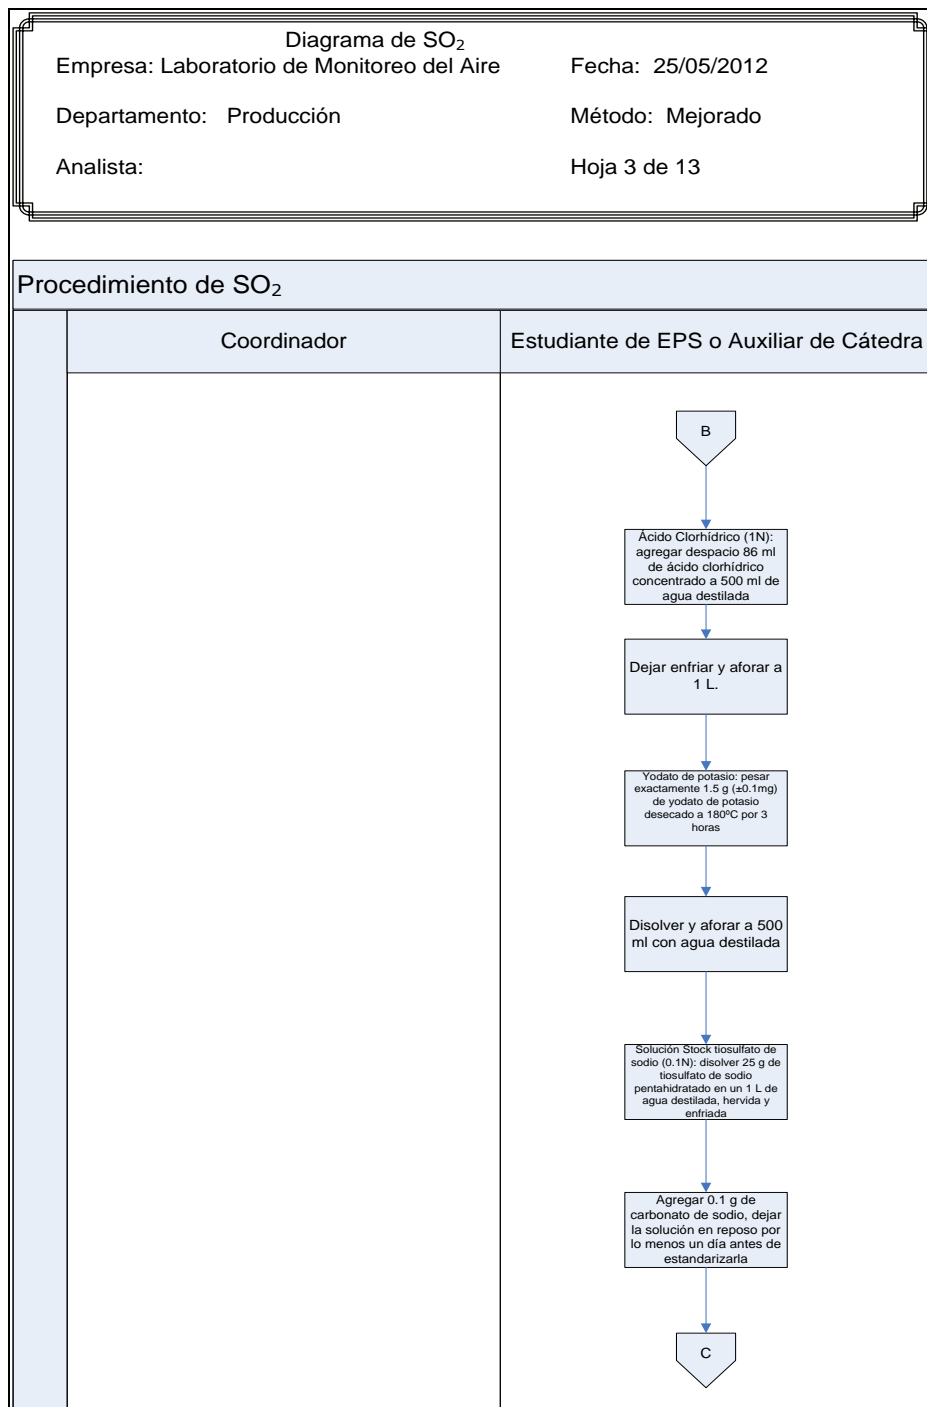 Diagrama de SO₂
Empresa: Laboratorio de Monitoreo del Aire Fecha: 25/05/2012
Departamento: Producción Método: Mejorado
Analista: Hoja 3 de 13
Procedimiento de SO₂
Coordinador Estudiante de EPS o Auxiliar de Cátedra
B
Ácido Clorhídrico (1N):
agregar despacio 86 ml
de ácido clorhídrico
concentrado a 500 ml de
agua destilada
Dejar enfriar y aforar a
1 L.
Yodato de potasio: pesar
exactamente 1.5 g (±0.1mg)
de yodato de potasio
desecado a 180ºC por 3
horas
Disolver y aforar a 500
ml con agua destilada
Solución Stock tiosulfato de
sodio (0.1N): disolver 25 g de
tiosulfato de sodio
pentahidratado en un 1 L de
agua destilada, hervida y
enfriada
Agregar 0.1 g de
carbonato de sodio, dejar
la solución en reposo por
lo menos un día antes de
estandarizarla
C